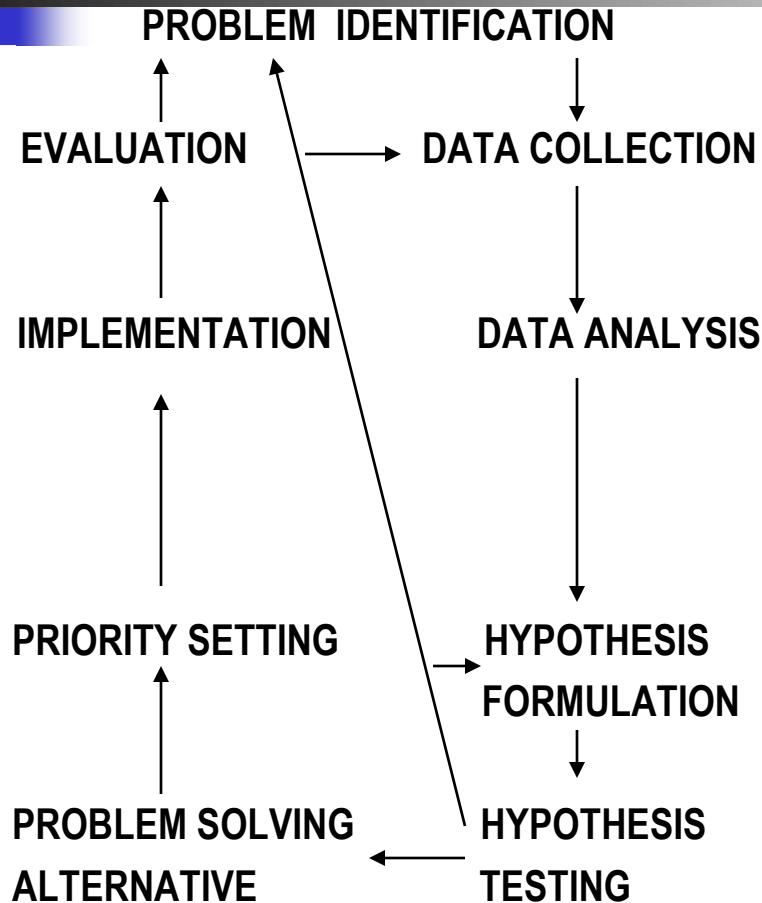 PROBLEM IDENTIFICATION
EVALUATION
DATA COLLECTION
IMPLEMENTATION
DATA ANALYSIS
PRIORITY SETTING
HYPOTHESIS
FORMULATION
PROBLEM SOLVING
ALTERNATIVE
HYPOTHESIS
TESTING